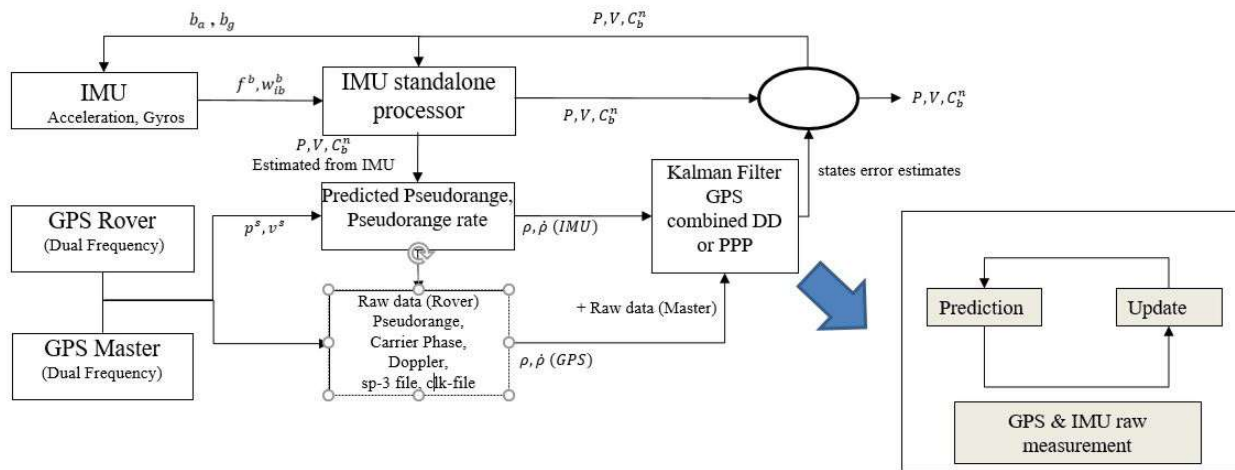 b_a , b_g
P, V, C_b^n
IMU
Acceleration, Gyros
f^b, w_{ib}^b
IMU standalone
processor
P, V, C_b^n
P, V, C_b^n
P, V, C_b^n
Estimated from IMU
states error estimates
GPS Rover
(Dual Frequency)
p^s, v^s
Predicted Pseudorange,
Pseudorange rate
ρ, ρ̇ (IMU)
Kalman Filter
GPS
combined DD
or PPP
GPS Master
(Dual Frequency)
Raw data (Rover)
Pseudorange,
Carrier Phase,
Doppler,
sp-3 file, clk-file
+ Raw data (Master)
ρ, ρ̇ (GPS)
Prediction
Update
GPS & IMU raw
measurement